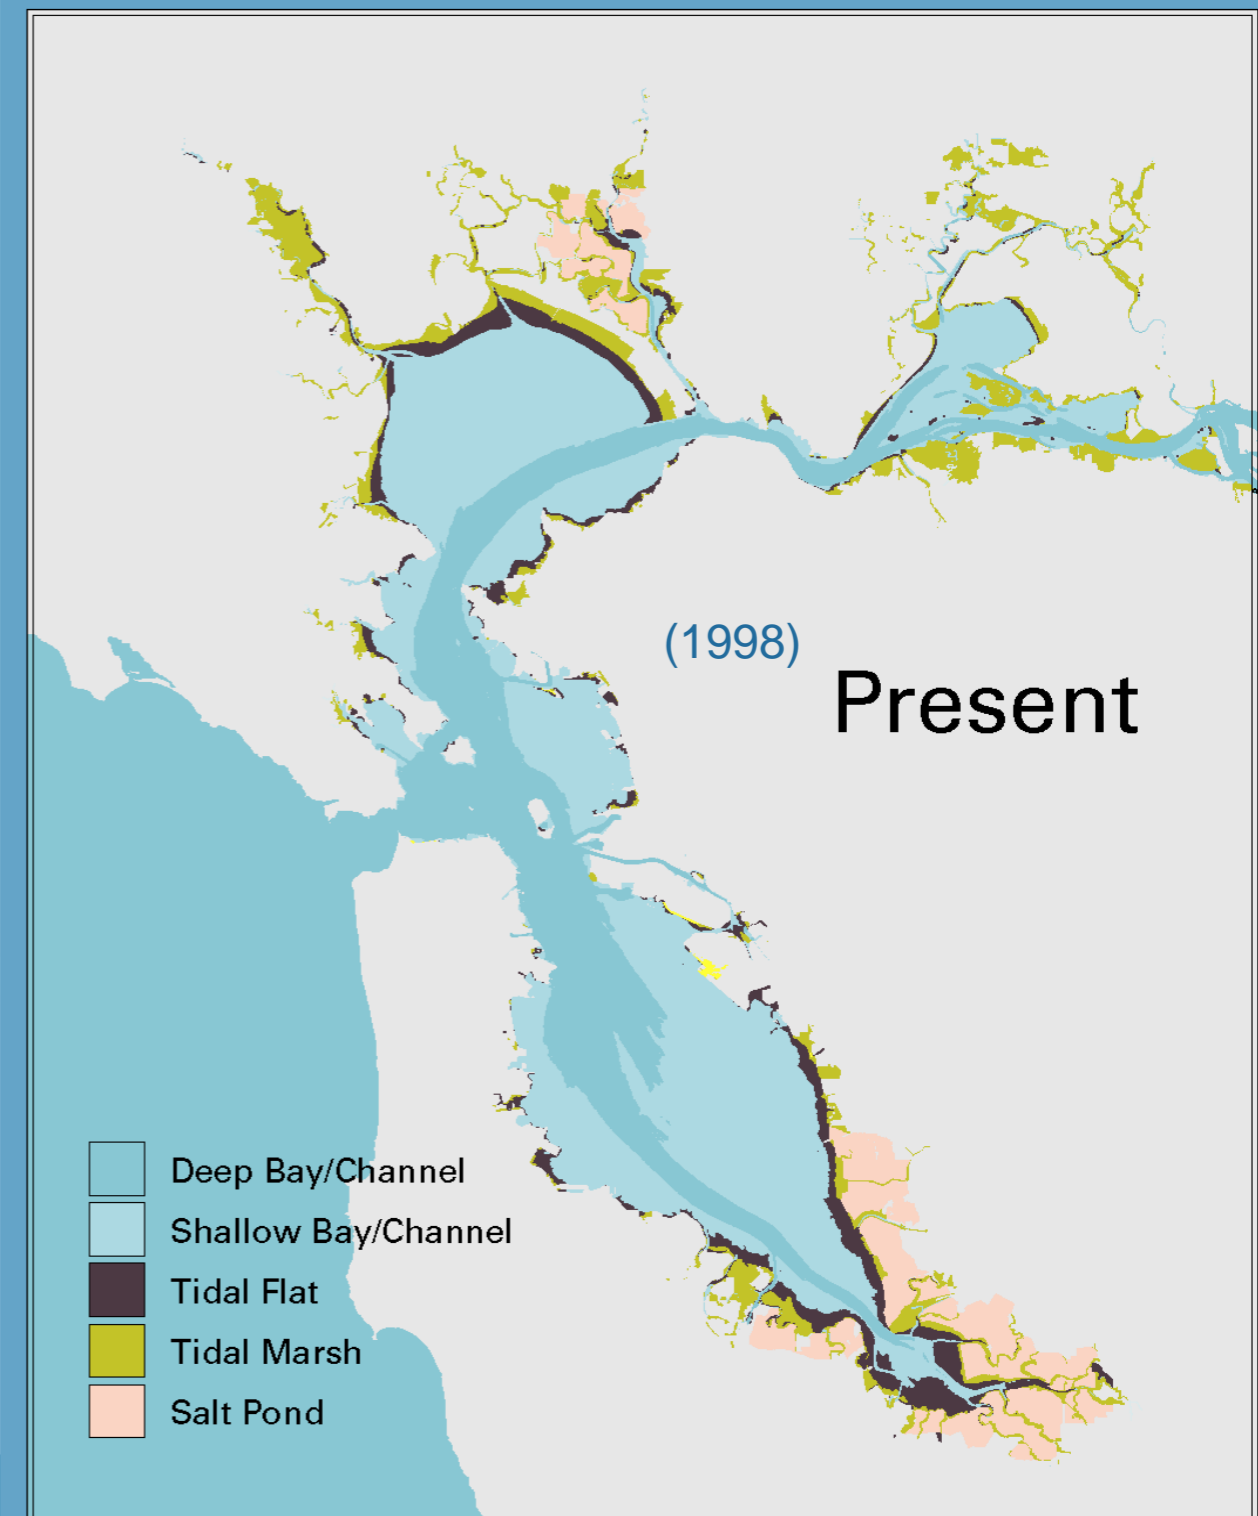 (1998)
Present
Deep Bay/Channel
Shallow Bay/Channel
Tidal Flat
Tidal Marsh
Salt Pond